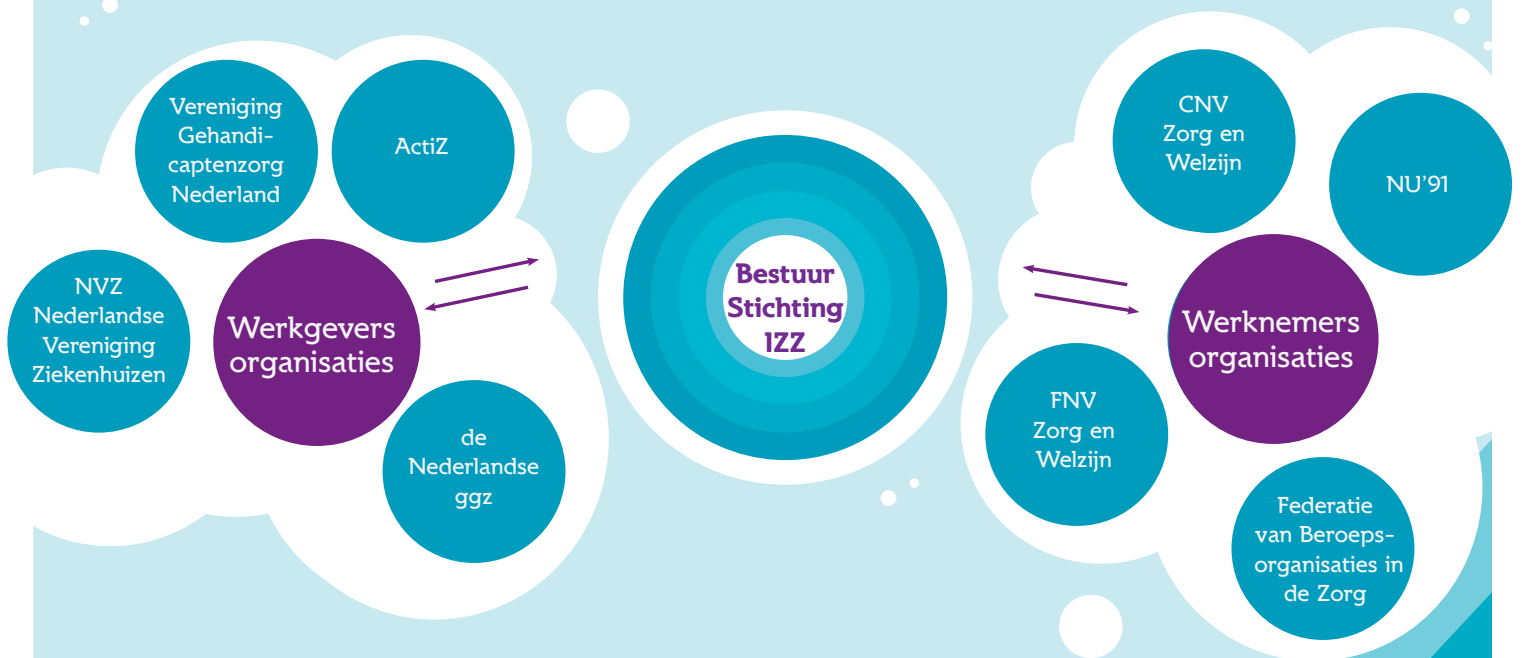 Vereniging
Gehandi-
captenzorg
Nederland
ActiZ
NVZ
Nederlandse
Vereniging
Ziekenhuizen
Werkgevers
organisaties
de
Nederlandse
ggz
Bestuur
Stichting
IZZ
CNV
Zorg en
Welzijn
NU'91
Werknemers
organisaties
FNV
Zorg en
Welzijn
Federatie
van Beroeps-
organisaties in
de Zorg